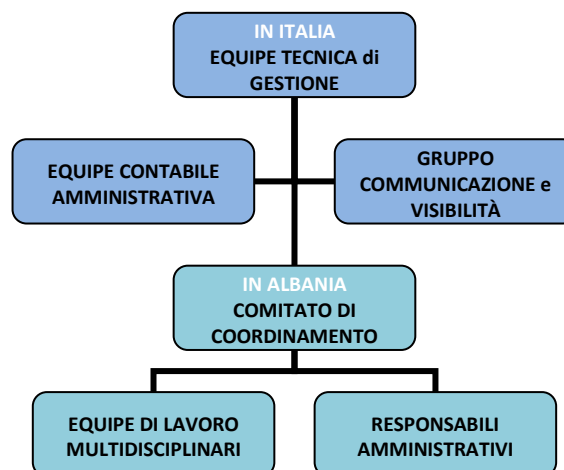 IN ITALIA
EQUIPE TECNICA di
GESTIONE
EQUIPE CONTABILE
AMMINISTRATIVA
GRUPPO
COMMUNICAZIONE e
VISIBILITÀ
IN ALBANIA
COMITATO DI
COORDINAMENTO
EQUIPE DI LAVORO
MULTIDISCIPLINARI
RESPONSABILI
AMMINISTRATIVI